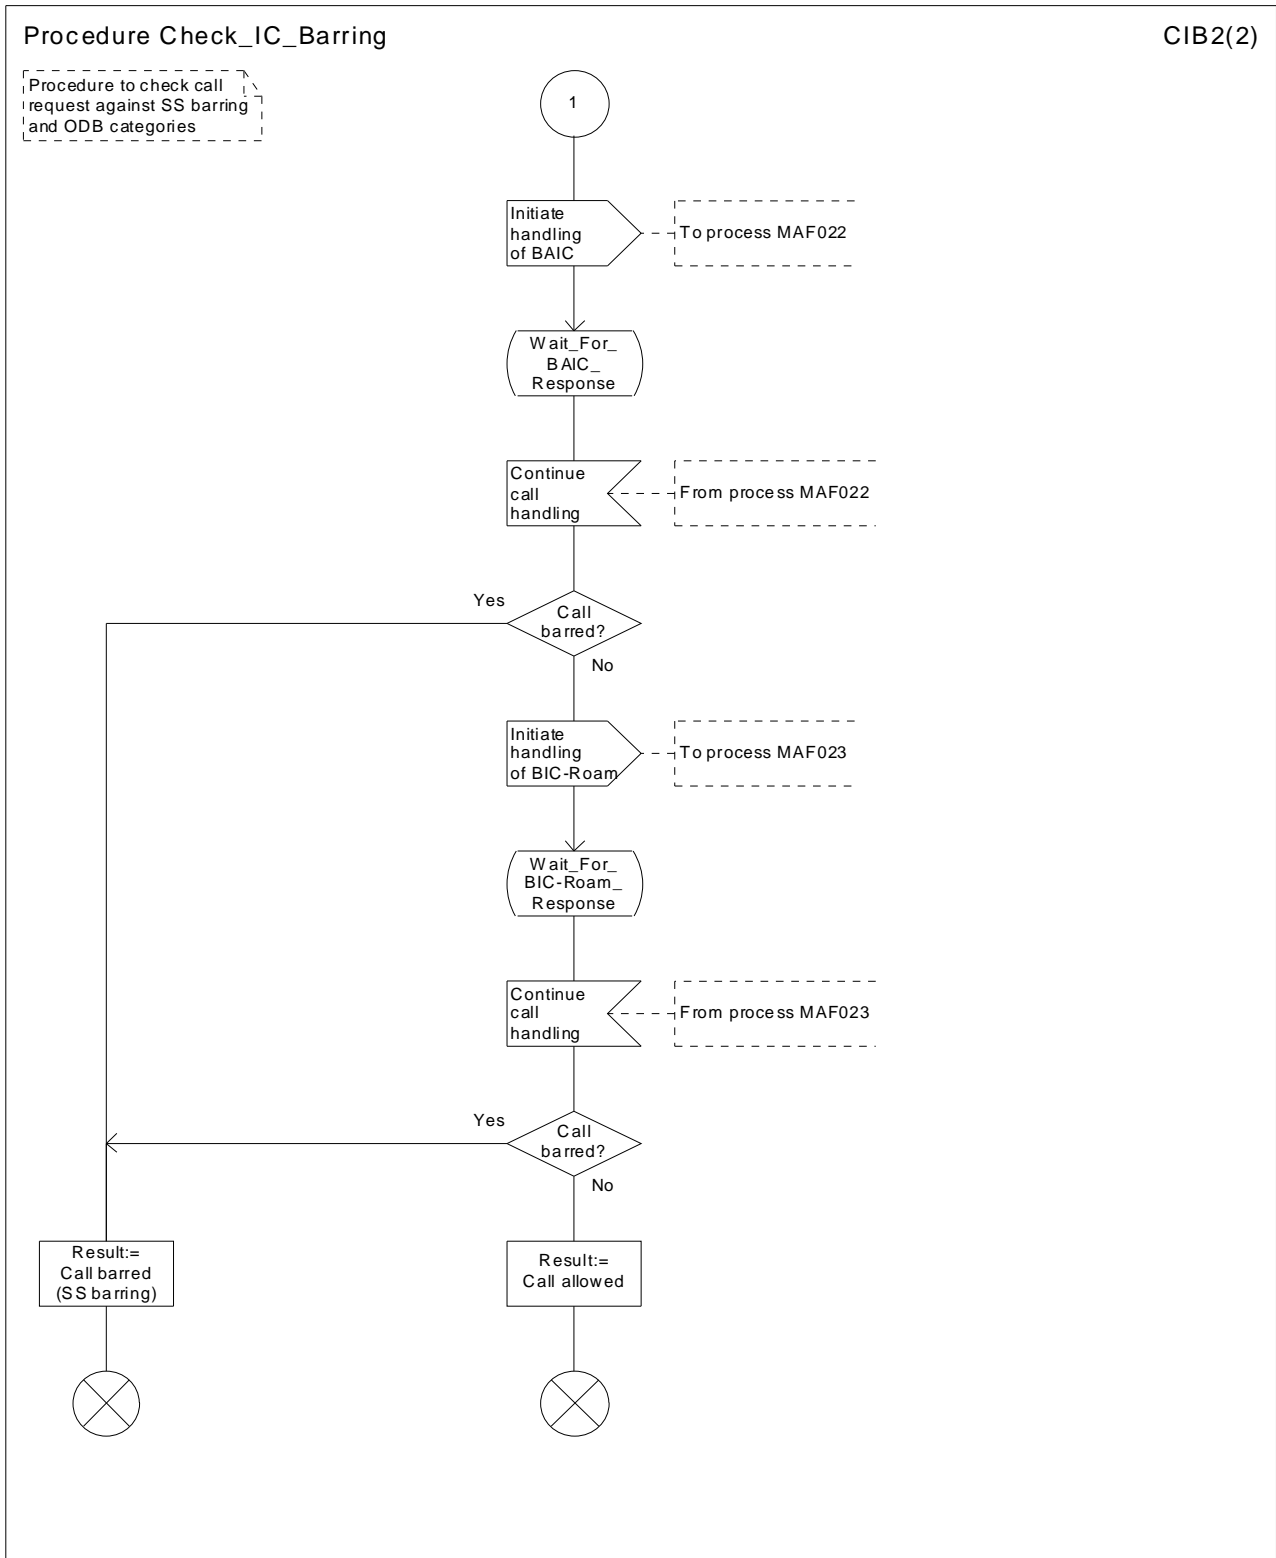 Procedure Check_IC_Barring
CIB2(2)
Procedure to check call
request against SS barring
and ODB categories
1
Initiate
handling
of BAIC
To process MAF022
Wait_For_
BAIC_
Response
Continue
call
handling
From process MAF022
Yes
Call
barred?
No
Initiate
handling
of BIC-Roam
To process MAF023
Wait_For_
BIC-Roam_
Response
Continue
call
handling
From process MAF023
Yes
Call
barred?
No
Result:=
Call barred
(SS barring)
Result:=
Call allowed